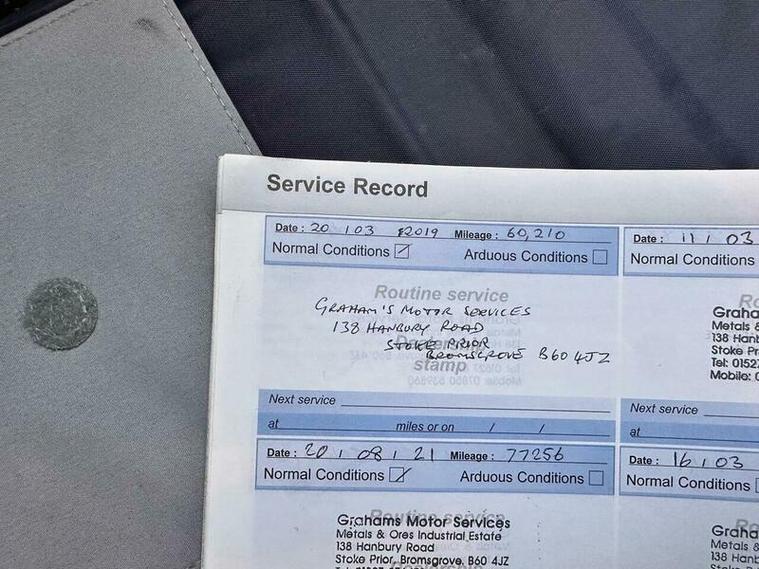 Service Record
Date : 20 / 03 / 2019 Mileage : 60,210
Normal Conditions Arduous Conditions
Routine service
GRAHAM'S MOTOR SERVICES
138 HANBURY ROAD
STOKE PRIOR
BROMSGROVE B60 4JZ
stamp
Next service
at miles or on / /
Date : 20 / 08 / 21 Mileage : 77256
Normal Conditions Arduous Conditions
Routine service
Grahams Motor Services
Metals & Ores Industrial Estate
138 Hanbury Road
Stoke Prior, Bromsgrove, B60 4JZ
Date : 11 / 03
Normal Conditions
Graha
Metals &
138 Hanb
Stoke Pr
Tel: 01527
Mobile: 0
Next service
at
Date : 16 / 03
Normal Conditions
Graha
Metals &
138 Hanb